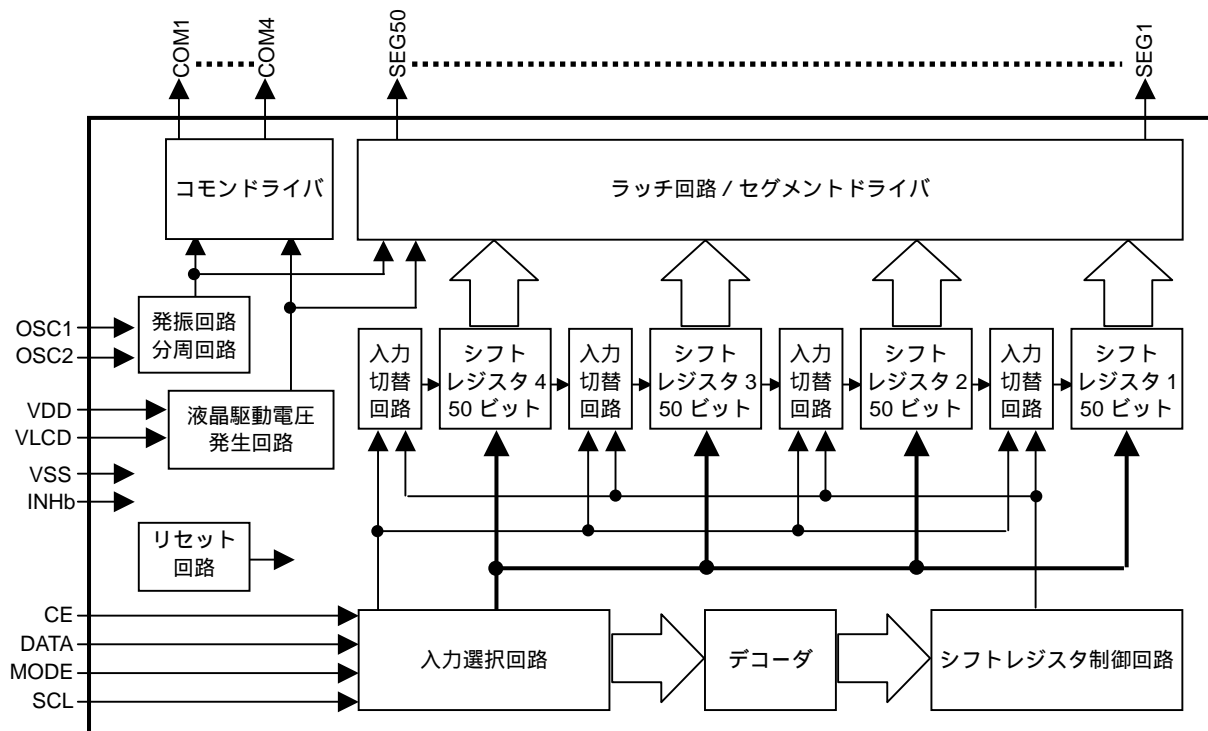 COM1
COM4
SEG50
SEG1
コモンドライバ
ラッチ回路 / セグメントドライバ
OSC1
OSC2
発振回路
分周回路
入力
切替
回路
シフト
レジスタ 4
50 ビット
入力
切替
回路
シフト
レジスタ 3
50 ビット
入力
切替
回路
シフト
レジスタ 2
50 ビット
入力
切替
回路
シフト
レジスタ 1
50 ビット
VDD
VLCD
液晶駆動電圧
発生回路
VSS
INHb
リセット
回路
CE
DATA
MODE
SCL
入力選択回路
デコーダ
シフトレジスタ制御回路